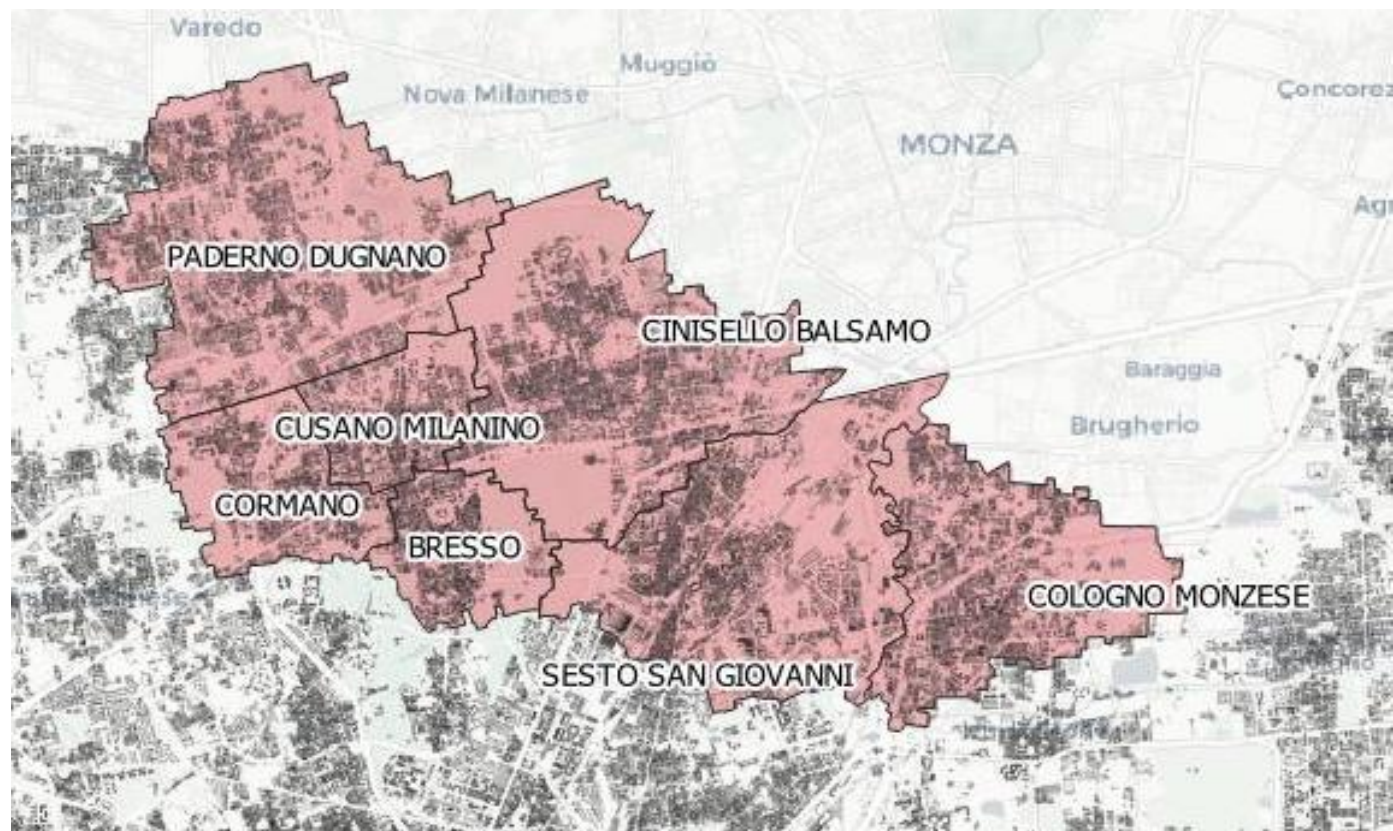 Varedo
Muggiò
Nova Milanese
Concorez
MONZA
Agr
PADERNO DUGNANO
CINISELLO BALSAMO
Baraggia
CUSANO MILANINO
Brugherio
CORMANO
BRESSO
COLOGNO MONZESE
SESTO SAN GIOVANNI